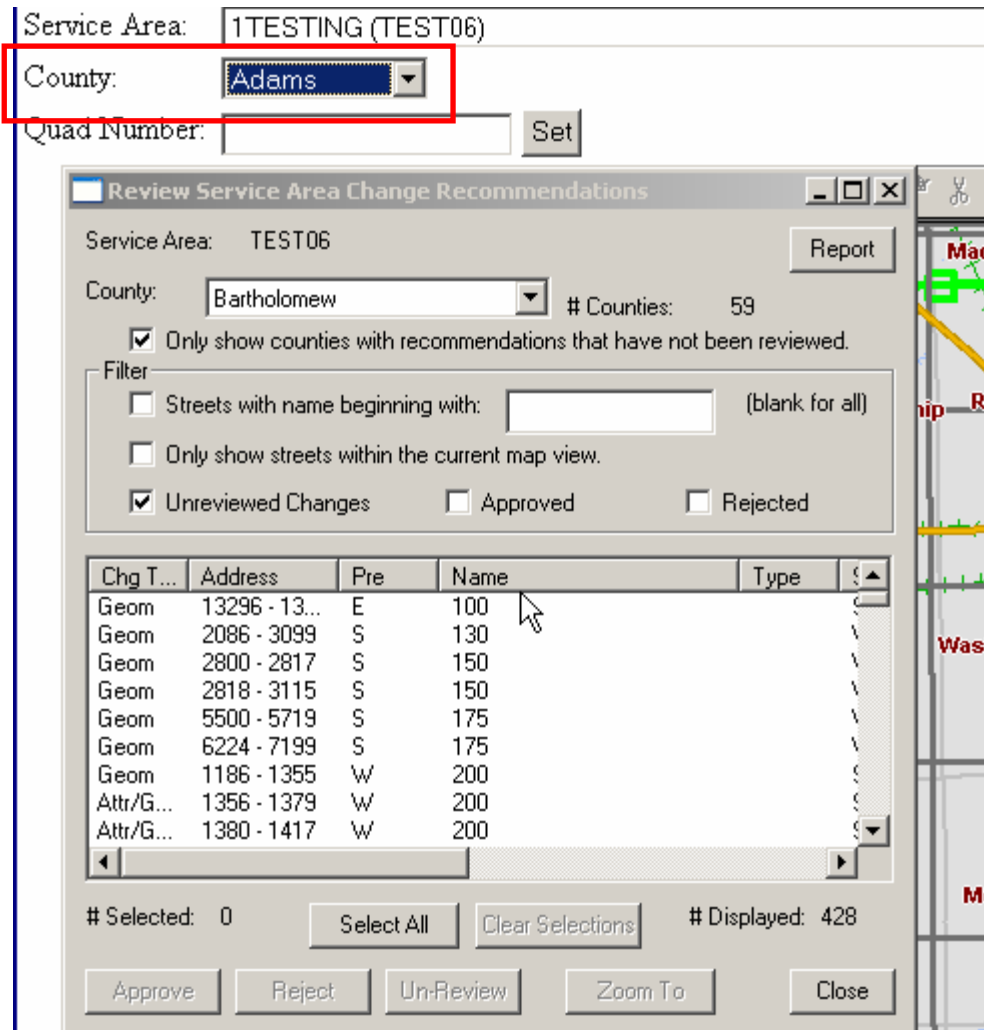 Service Area: 1TESTING (TEST06)
County: Adams
Quad Number: Set
Review Service Area Change Recommendations
Service Area: TEST06 Report
County: Bartholomew # Counties: 59
Only show counties with recommendations that have not been reviewed.
Filter
Streets with name beginning with: (blank for all)
Only show streets within the current map view.
Unreviewed Changes Approved Rejected
Chg T... Address Pre Name Type
Geom 13296 - 13... E 100
Geom 2086 - 3099 S 130
Geom 2800 - 2817 S 150
Geom 2818 - 3115 S 150
Geom 5500 - 5719 S 175
Geom 6224 - 7199 S 175
Geom 1186 - 1355 W 200
Attr/G... 1356 - 1379 W 200
Attr/G... 1380 - 1417 W 200
# Selected: 0 Select All Clear Selections # Displayed: 428
Approve Reject Un-Review Zoom To Close
Mad
hip
R
Was